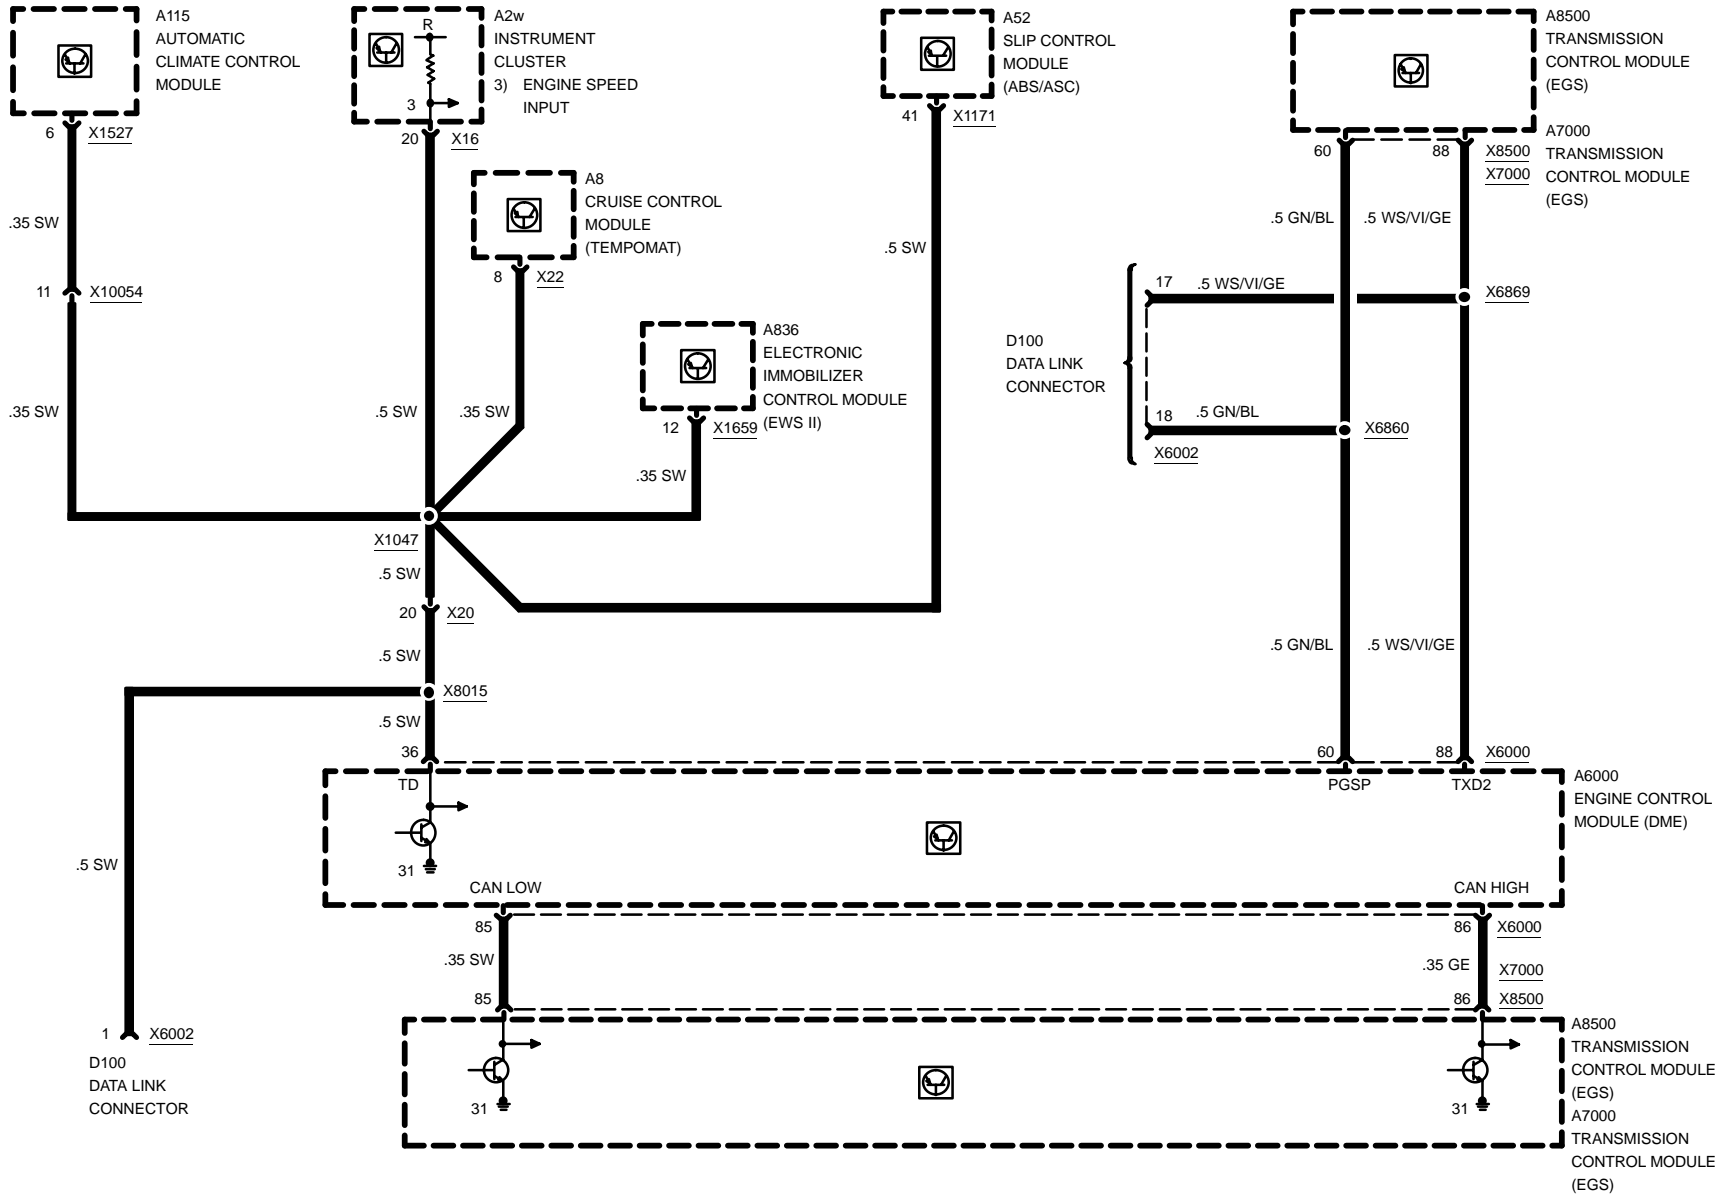 A115
AUTOMATIC
CLIMATE CONTROL
MODULE
6 X1527
.35 SW
11 X10054
.35 SW
R
3
A2w
INSTRUMENT
CLUSTER
3) ENGINE SPEED
INPUT
20 X16
.5 SW
A8
CRUISE CONTROL
MODULE
(TEMPOMAT)
8 X22
.35 SW
A836
ELECTRONIC
IMMOBILIZER
CONTROL MODULE
(EWS II)
12 X1659
.35 SW
A52
SLIP CONTROL
MODULE
(ABS/ASC)
41 X1171
.5 SW
A8500
TRANSMISSION
CONTROL MODULE
(EGS)
A7000
TRANSMISSION
CONTROL MODULE
(EGS)
60 88 X8500
X7000
.5 GN/BL .5 WS/VI/GE
17 .5 WS/VI/GE X6869
D100
DATA LINK
CONNECTOR
18 .5 GN/BL X6860
X6002
X1047
.5 SW
20 X20
.5 SW
X8015
.5 SW
.5 GN/BL .5 WS/VI/GE
36 60 88 X6000
TD PGSP TXD2
A6000
ENGINE CONTROL
MODULE (DME)
31
.5 SW
CAN LOW CAN HIGH
85 86 X6000
.35 SW .35 GE X7000
85 86 X8500
1 X6002
D100
DATA LINK
CONNECTOR
31 31
A8500
TRANSMISSION
CONTROL MODULE
(EGS)
A7000
TRANSMISSION
CONTROL MODULE
(EGS)